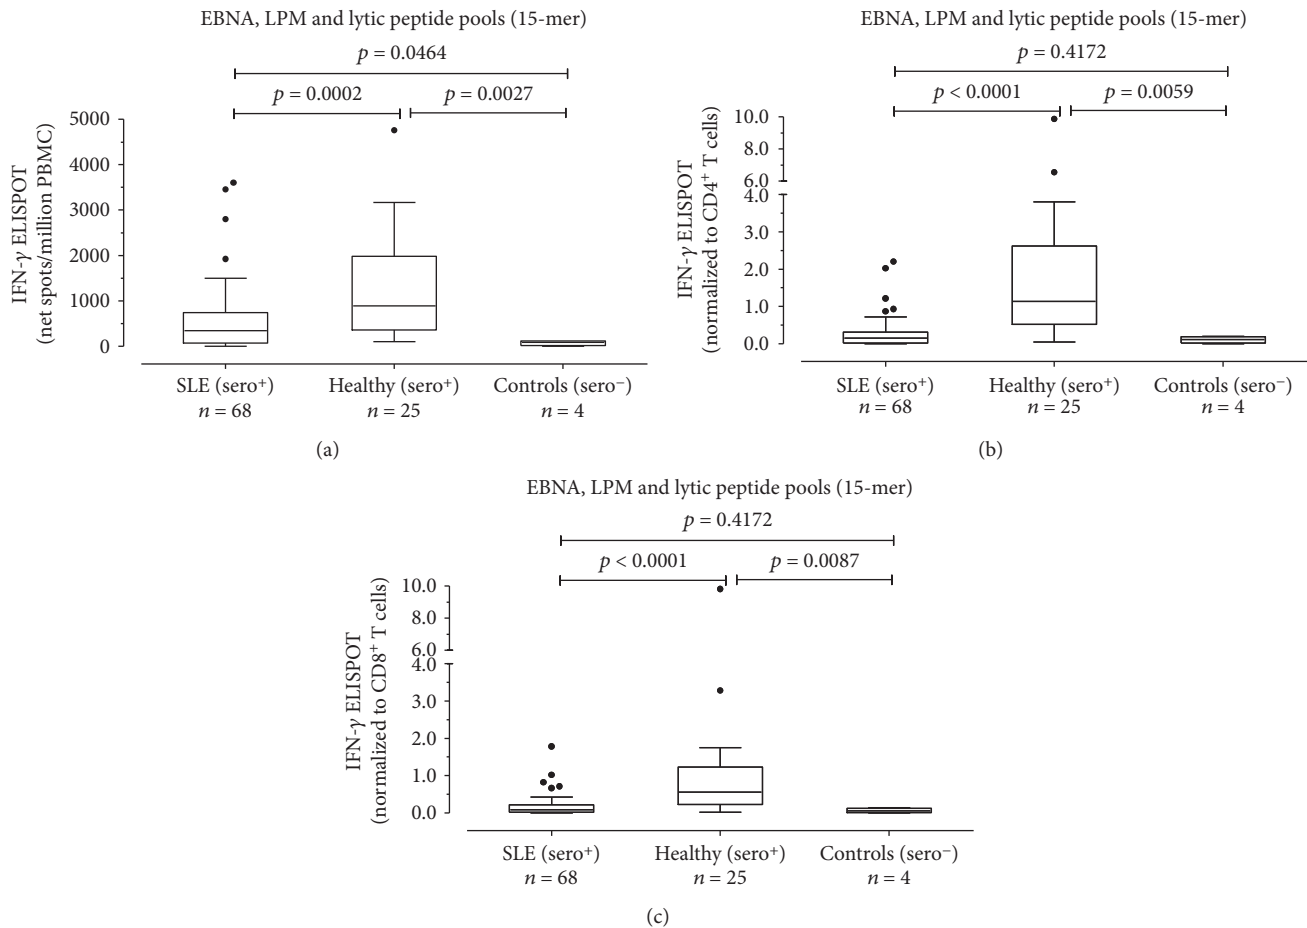 EBNA, LPM and lytic peptide pools (15-mer)
p = 0.0464
p = 0.0002
p = 0.0027
IFN-γ ELISPOT
(net spots/million PBMC)
5000
4000
3000
2000
1000
0
SLE (sero⁺)
n = 68
Healthy (sero⁺)
n = 25
Controls (sero⁻)
n = 4
(a)
EBNA, LPM and lytic peptide pools (15-mer)
p = 0.4172
p < 0.0001
p = 0.0059
IFN-γ ELISPOT
(normalized to CD4⁺ T cells)
10.0
8.0
6.0
4.0
3.0
2.0
1.0
0.0
SLE (sero⁺)
n = 68
Healthy (sero⁺)
n = 25
Controls (sero⁻)
n = 4
(b)
EBNA, LPM and lytic peptide pools (15-mer)
p = 0.4172
p < 0.0001
p = 0.0087
IFN-γ ELISPOT
(normalized to CD8⁺ T cells)
10.0
8.0
6.0
4.0
3.0
2.0
1.0
0.0
SLE (sero⁺)
n = 68
Healthy (sero⁺)
n = 25
Controls (sero⁻)
n = 4
(c)